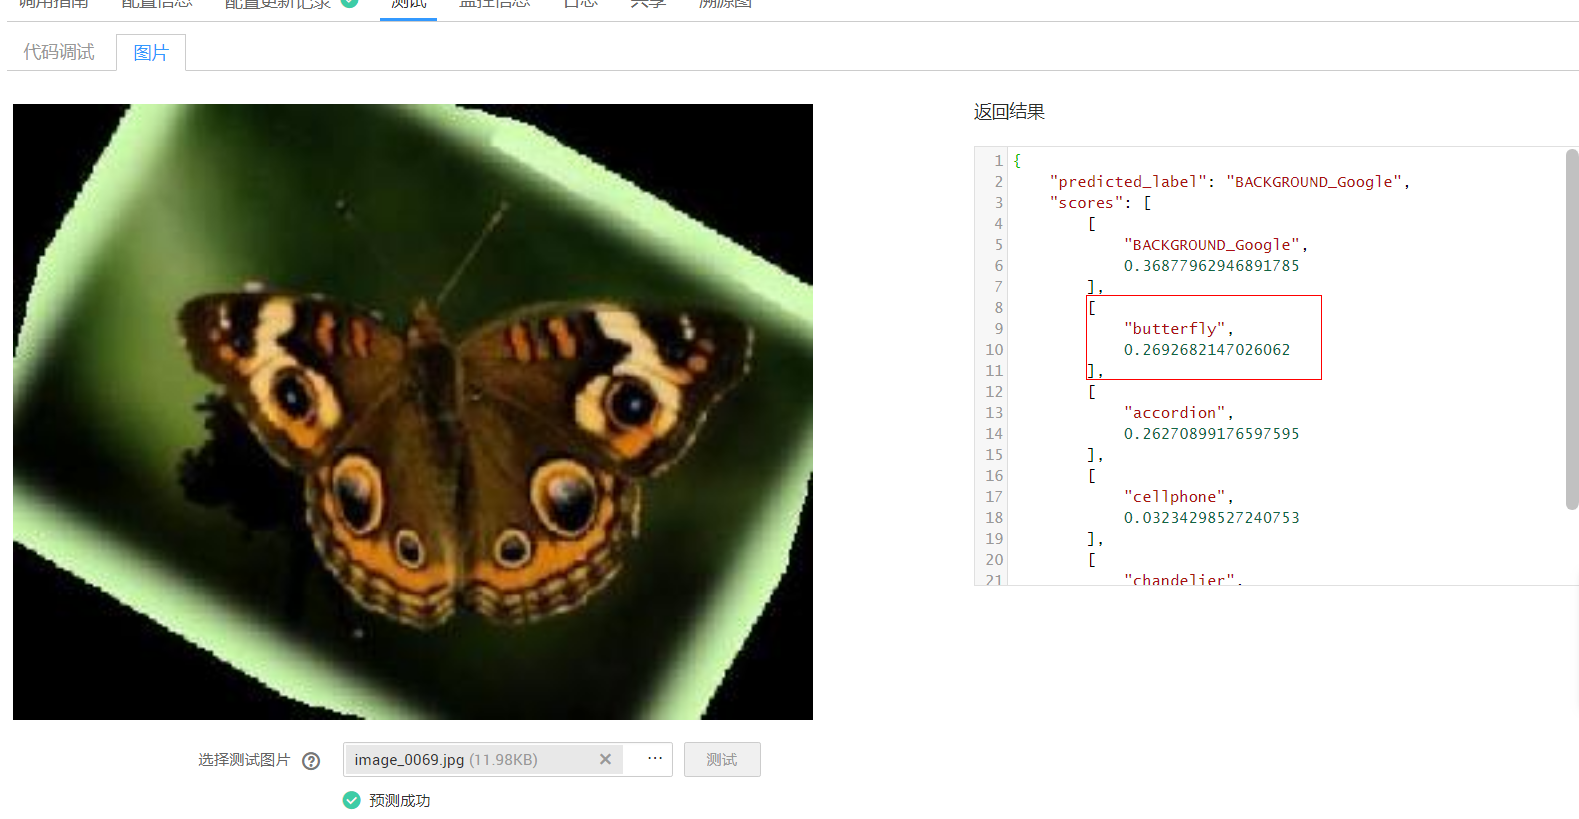 调用指南 配置信息 配置更新记录 测试 监控信息 日志 共享 溯源图
代码调试 图片
返回结果
1 {
2 "predicted_label": "BACKGROUND_Google",
3 "scores": [
4 [
5 "BACKGROUND_Google",
6 0.36877962946891785
7 ],
8 [
9 "butterfly",
10 0.2692682147026062
11 ],
12 [
13 "accordion",
14 0.26270899176597595
15 ],
16 [
17 "cellphone",
18 0.03234298527240753
19 ],
20 [
21 "chandelier",
选择测试图片 ? image_0069.jpg (11.98KB) ✕ ... 测试
预测成功